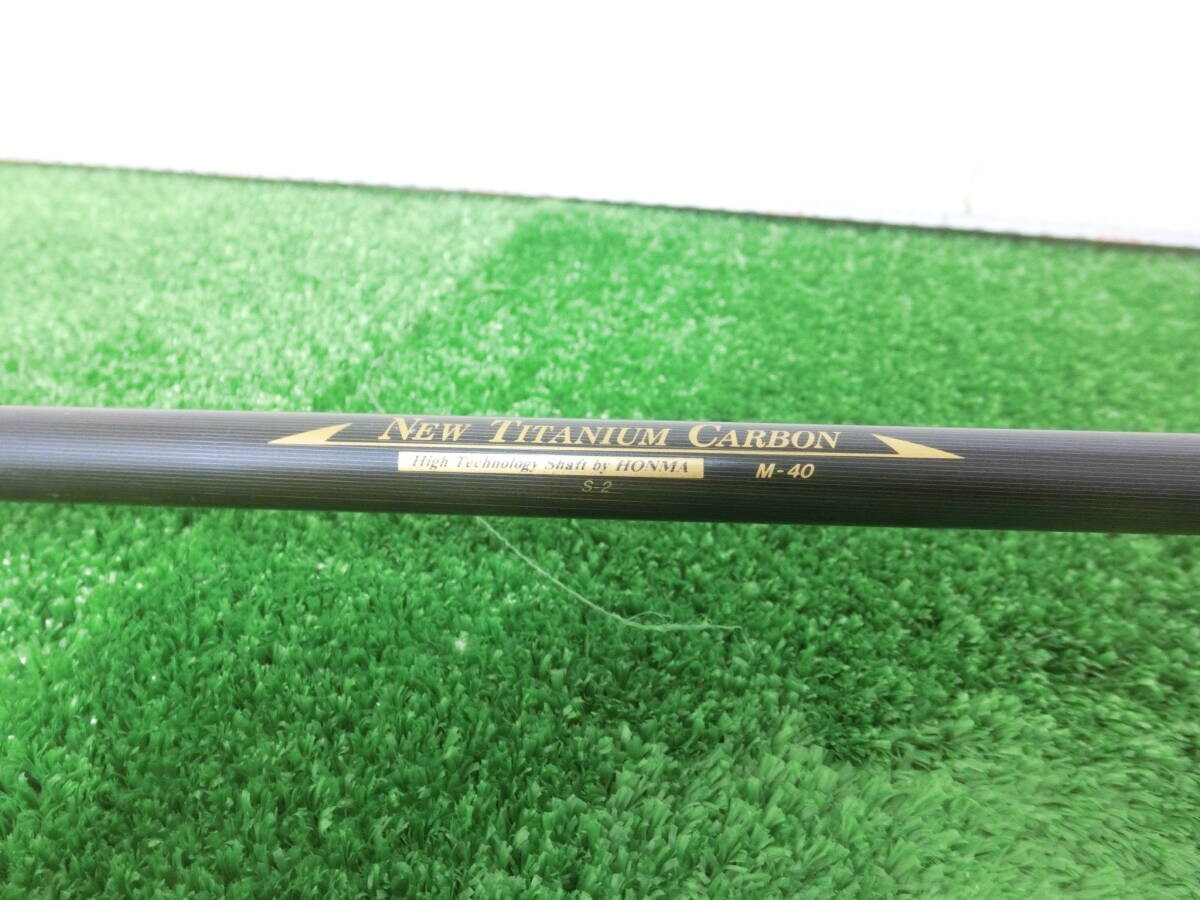 NEW TITANIUM CARBON
High Technology Shaft by HONMA M-40
S-2